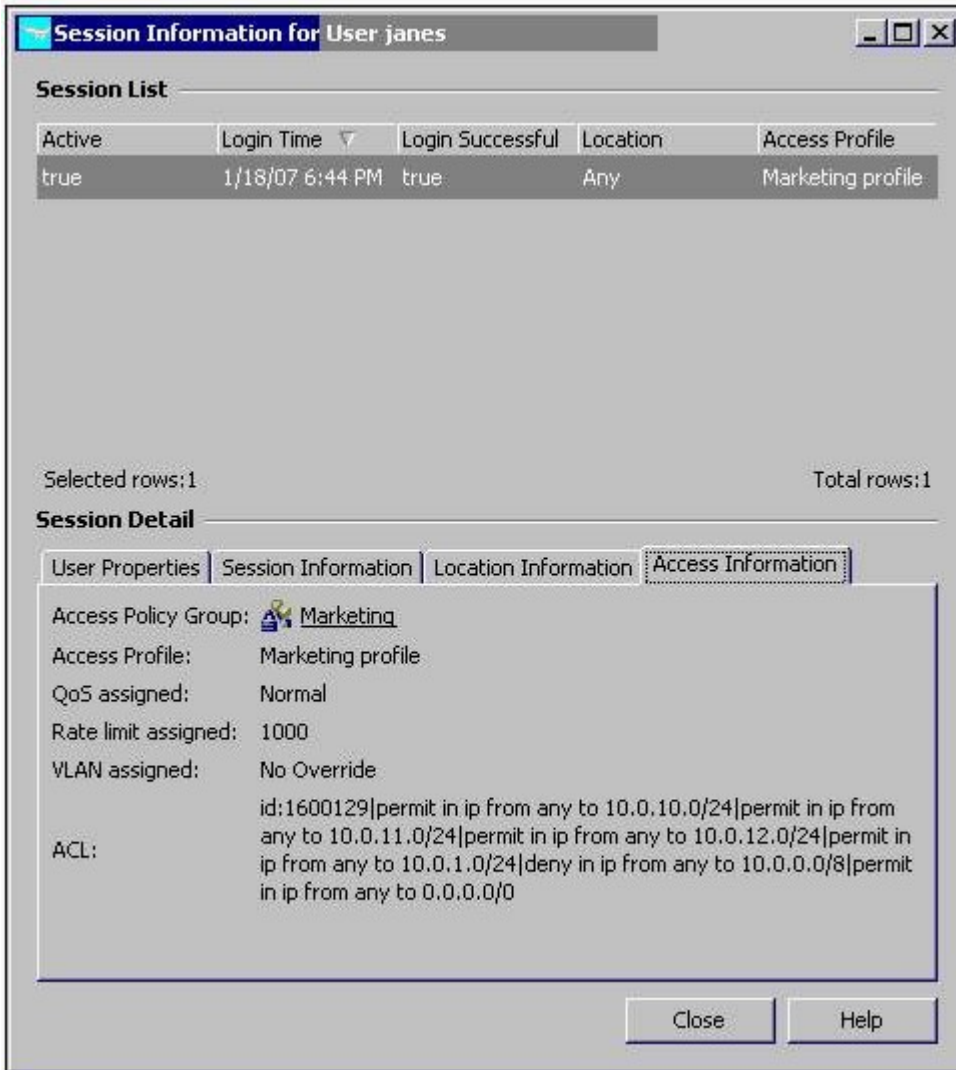 Session Information for User janes
Session List
Active Login Time Login Successful Location Access Profile
true 1/18/07 6:44 PM true Any Marketing profile
Selected rows:1 Total rows:1
Session Detail
User Properties Session Information Location Information Access Information
Access Policy Group: Marketing
Access Profile: Marketing profile
QoS assigned: Normal
Rate limit assigned: 1000
VLAN assigned: No Override
ACL: id:1600129|permit in ip from any to 10.0.10.0/24|permit in ip from
any to 10.0.11.0/24|permit in ip from any to 10.0.12.0/24|permit in
ip from any to 10.0.1.0/24|deny in ip from any to 10.0.0.0/8|permit
in ip from any to 0.0.0.0/0
Close Help